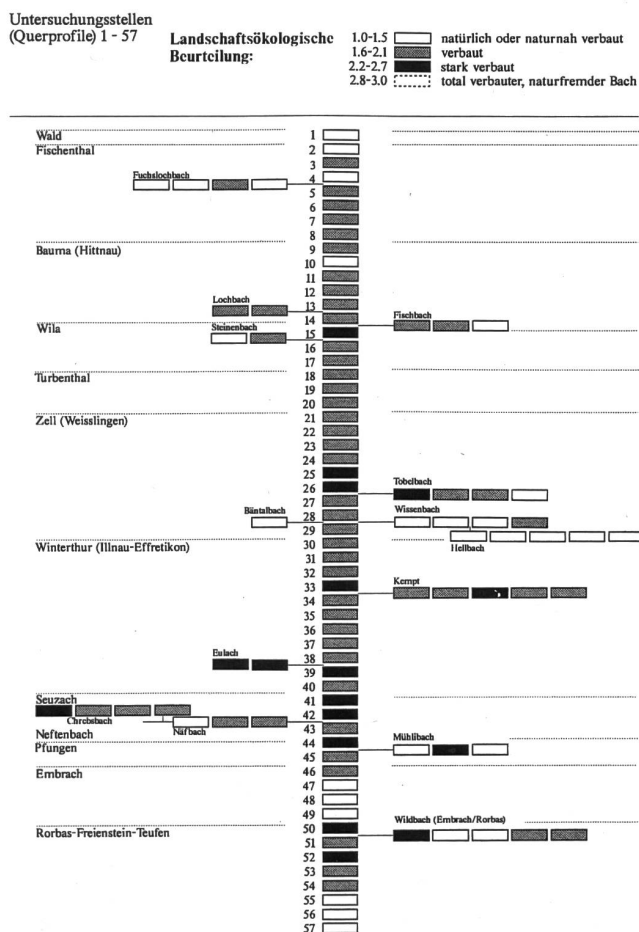 Untersuchungsstellen
(Querprofile) 1 - 57
Landschaftsökologische
Beurteilung:
1.0-1.5 natürlich oder naturnah verbaut
1.6-2.1 verbaut
2.2-2.7 stark verbaut
2.8-3.0 total verbauter, naturfremder Bach
Wald 1
Fischenthal 2
3
Fuchslochbach 4
5
6
7
8
Bauma (Hittnau) 9
10
11
12
Lochbach 13
14 Fischbach
Wila Steinenbach 15
16
17
Turbenthal 18
19
20
Zell (Weisslingen) 21
22
23
24
25
26 Tobelbach
27
Bäntalbach 28 Wissenbach
29
Winterthur (Illnau-Effretikon) 30 Hellbach
31
32
33 Kempt
34
35
36
37
Eulach 38
39
40
Seuzach 41
42
Chrebsbach Näfbach
Neftenbach 43
Pfungen 44 Mühlibach
45
Embrach 46
47
48
49
Rorbas-Freienstein-Teufen 50 Wildbach (Embrach/Rorbas)
51
52
53
54
55
56
57